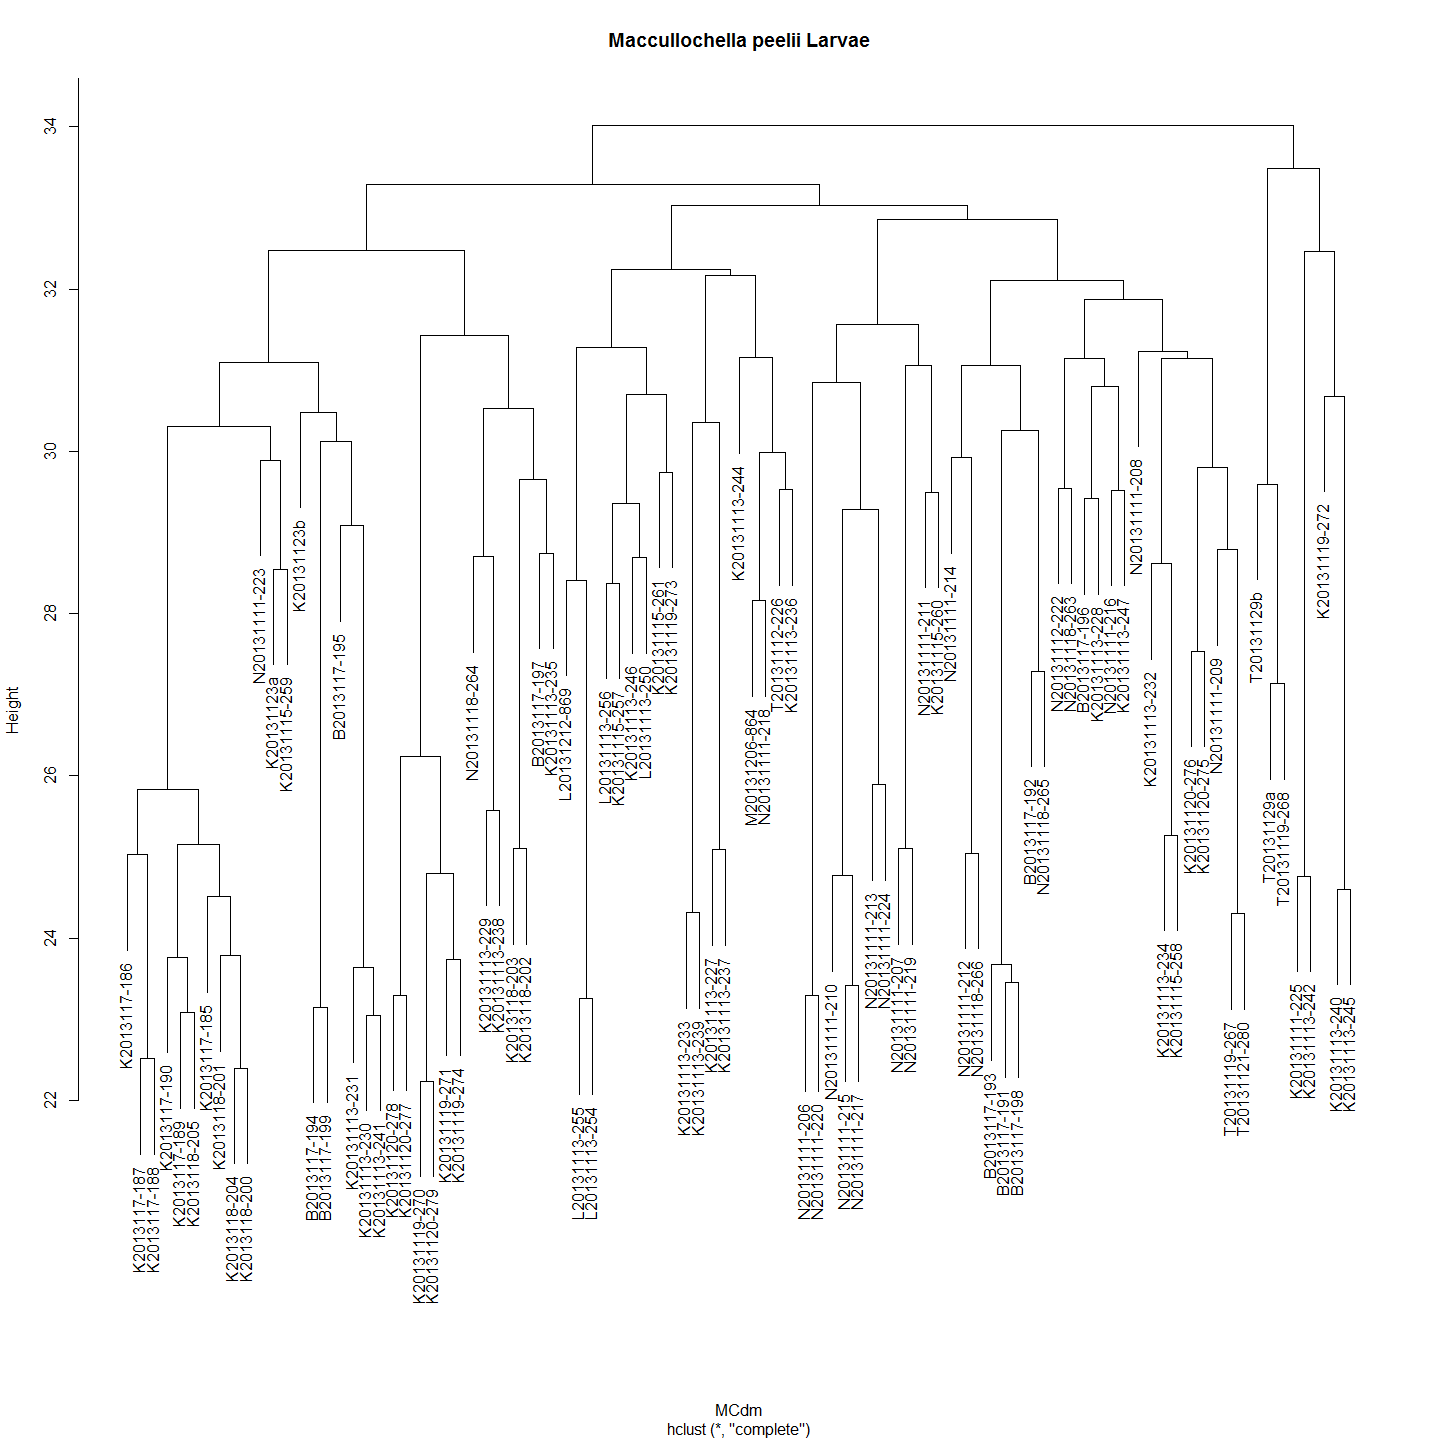 Maccullochella peelii Larvae
Height
34
32
30
28
26
24
22
K2013117-186
K2013117-187
K2013117-188
K2013117-190
K2013117-189
K2013118-205
K2013117-185
K2013118-201
K2013118-204
K2013118-200
N20131111-223
K20131123a
K20131115-259
K20131123b
B2013117-194
B2013117-199
B2013117-195
K20131113-231
K20131113-230
K20131113-241
K20131120-278
K20131120-277
K20131119-270
K20131120-279
K20131119-271
K20131119-274
N20131118-264
K20131113-229
K20131113-238
K2013118-203
K2013118-202
B2013117-197
K20131113-235
L20131212-869
L20131113-255
L20131113-254
L20131113-256
K20131115-257
K20131113-246
L20131113-250
K20131115-261
K20131119-273
K20131113-233
K20131113-239
K20131113-227
K20131113-237
K20131113-244
M20131206-864
N20131111-218
T20131112-226
K20131113-236
N20131111-206
N20131111-220
N20131111-210
N20131111-215
N20131111-217
N20131111-213
N20131111-224
N20131111-207
N20131111-219
N20131111-211
K20131115-260
N20131111-214
N20131111-212
N20131118-266
B2013117-193
B2013117-191
B2013117-198
B2013117-192
N20131118-265
N20131112-222
N20131118-263
B2013117-196
K20131113-228
N20131111-216
K20131113-247
N20131111-208
K20131113-232
K20131113-234
K20131115-258
K20131120-276
K20131120-275
N20131111-209
T20131119-267
T20131121-280
T20131129b
T20131129a
T20131119-268
K20131111-225
K20131113-242
K20131119-272
K20131113-240
K20131113-245
MCdm
hclust (*, "complete")